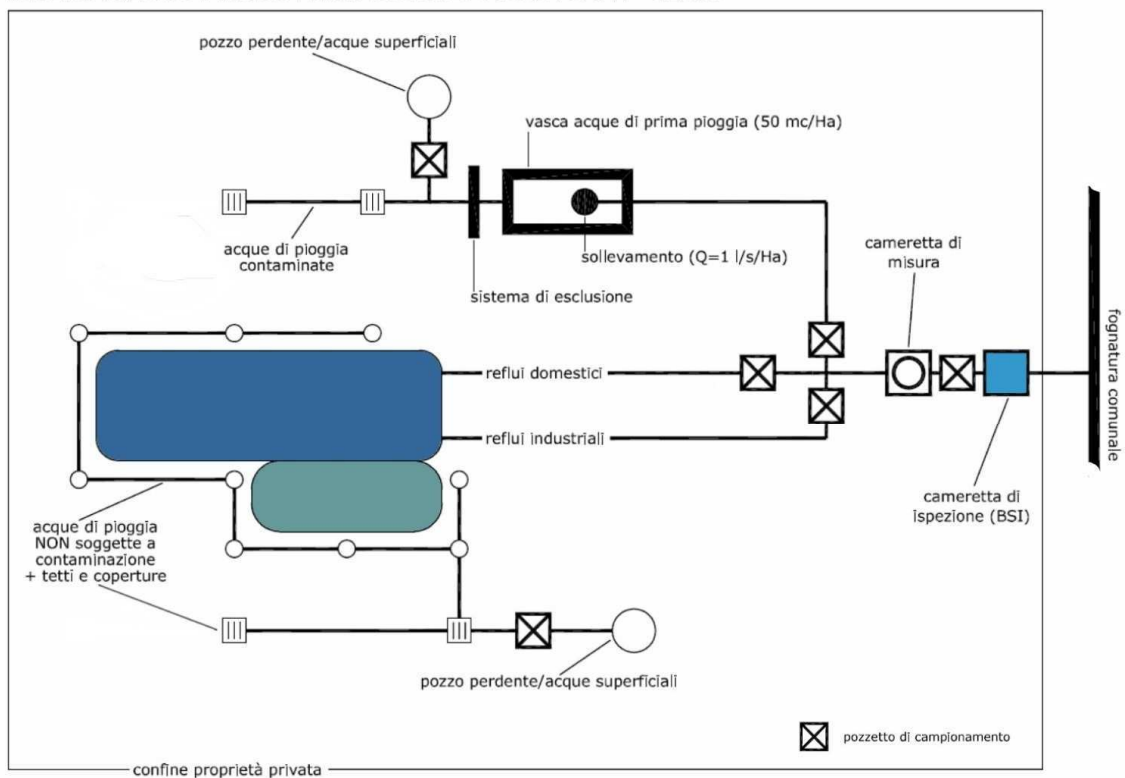 pozzo perdente/acque superficiali
vasca acque di prima pioggia (50 mc/Ha)
acque di pioggia
contaminate
sollevamento (Q=1 l/s/Ha)
sistema di esclusione
cameretta di
misura
fognatura comunale
reflui domestici
reflui industriali
cameretta di
ispezione (BSI)
acque di pioggia
NON soggette a
contaminazione
+ tetti e coperture
pozzo perdente/acque superficiali
pozzetto di campionamento
confine proprietà privata